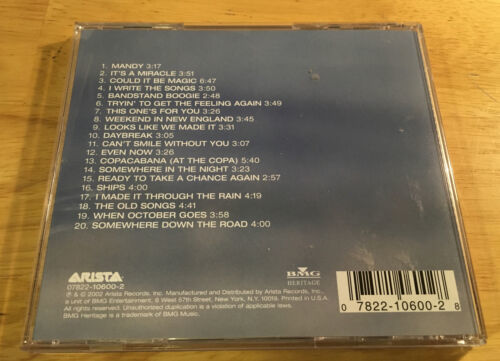 1. MANDY 3:17
2. IT'S A MIRACLE 3:51
3. COULD IT BE MAGIC 6:47
4. I WRITE THE SONGS 3:50
5. BANDSTAND BOOGIE 2:48
6. TRYIN' TO GET THE FEELING AGAIN 3:49
7. THIS ONE'S FOR YOU 3:26
8. WEEKEND IN NEW ENGLAND 3:45
9. LOOKS LIKE WE MADE IT 3:31
10. DAYBREAK 3:05
11. CAN'T SMILE WITHOUT YOU 3:07
12. EVEN NOW 3:26
13. COPACABANA (AT THE COPA) 5:40
14. SOMEWHERE IN THE NIGHT 3:23
15. READY TO TAKE A CHANCE AGAIN 2:57
16. SHIPS 4:00
17. I MADE IT THROUGH THE RAIN 4:19
18. THE OLD SONGS 4:41
19. WHEN OCTOBER GOES 3:58
20. SOMEWHERE DOWN THE ROAD 4:00
ARISTA
07822-10600-2
℗ & © 2002 Arista Records, Inc. Manufactured and Distributed by Arista Records, Inc.,
a unit of BMG Entertainment, 6 West 57th Street, New York, N.Y. 10019. Printed in U.S.A.
All rights reserved. Unauthorized duplication is a violation of applicable laws.
BMG Heritage is a trademark of BMG Music.
BMG
HERITAGE
0 7822-10600-2 8